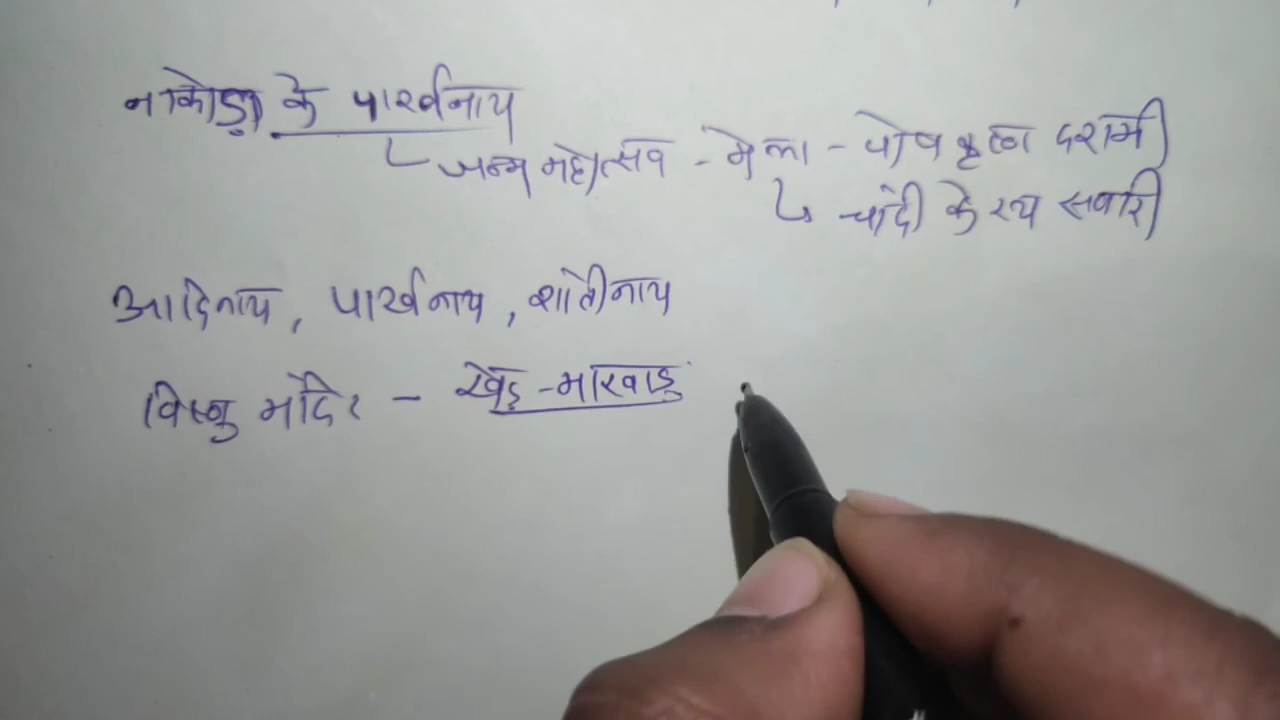 नाकोड़ा के पार्श्वनाथ
जन्म महोत्सव - मेला - पोष कृष्ण दशमी
चांदी के रथ सवारी
आदिनाथ, पार्श्वनाथ, शांतीनाथ
विष्नु मंदिर - खेड़ - मारवाड़